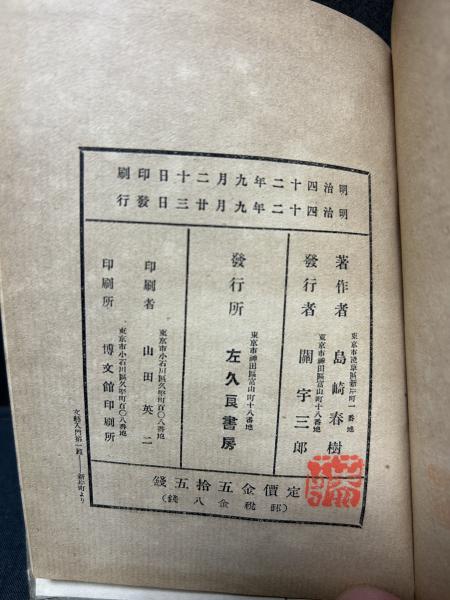 明治四十二年九月二十日印刷
明治四十二年九月廿三日發行
著作者
東京市淺草區新片町一番地
島崎春樹
發行者
東京市神田區富山町十八番地
關宇三郎
發行所
東京市神田區富山町十八番地
左久良書房
印刷者
東京市小石川區久堅町百〇八番地
山田英二
印刷所
東京市小石川區久堅町百〇八番地
博文館印刷所
定價金五拾五錢
(郵稅金八錢)
新片町より